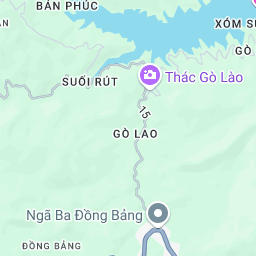 BẢN PHÚC
XÓM SU
GÒ
SUỐI RÚT
Thác Gò Lào
15
GÒ LAO
Ngã Ba Đồng Bảng
ĐỒNG BẢNG